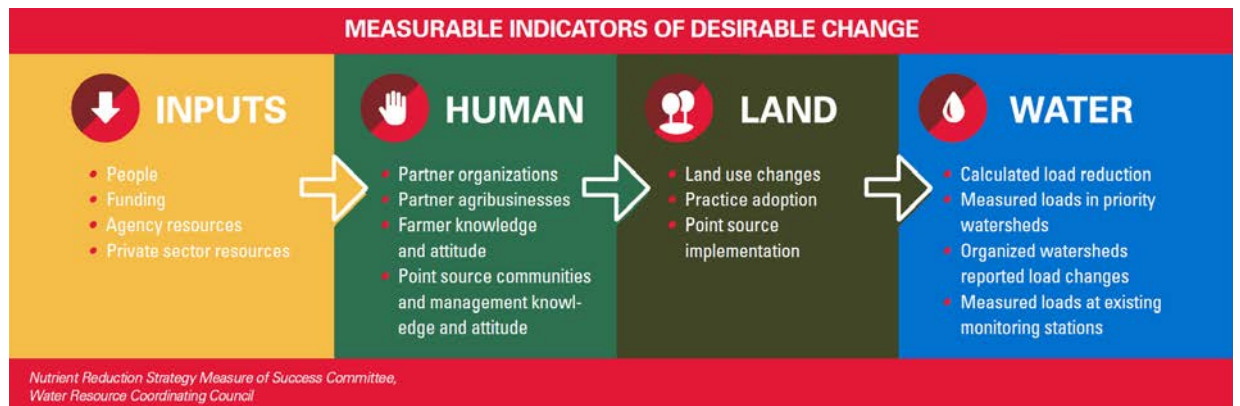 MEASURABLE INDICATORS OF DESIRABLE CHANGE
INPUTS
• People
• Funding
• Agency resources
• Private sector resources
HUMAN
• Partner organizations
• Partner agribusinesses
• Farmer knowledge
and attitude
• Point source communities
and management knowl-
edge and attitude
LAND
• Land use changes
• Practice adoption
• Point source
implementation
WATER
• Calculated load reduction
• Measured loads in priority
watersheds
• Organized watersheds
reported load changes
• Measured loads at existing
monitoring stations
Nutrient Reduction Strategy Measure of Success Committee,
Water Resource Coordinating Council